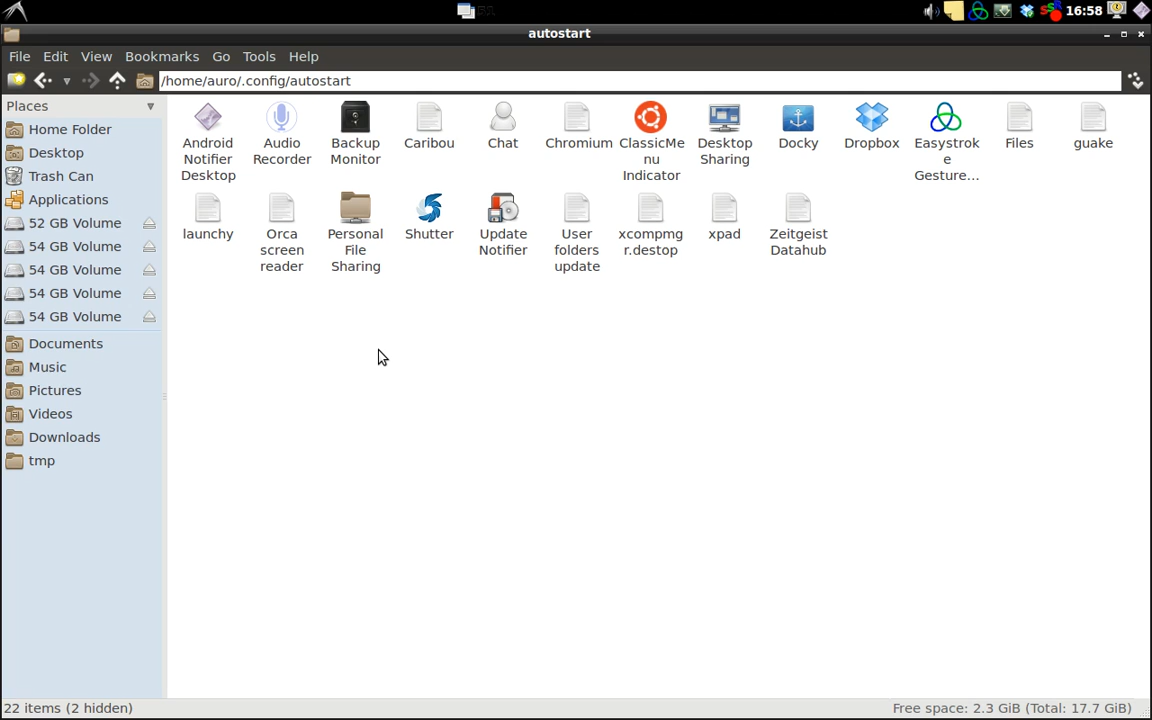 16:58
autostart
File Edit View Bookmarks Go Tools Help
/home/auro/.config/autostart
Places
Home Folder
Desktop
Trash Can
Applications
52 GB Volume
54 GB Volume
54 GB Volume
54 GB Volume
54 GB Volume
Documents
Music
Pictures
Videos
Downloads
tmp
Android
Notifier
Desktop
Audio
Recorder
Backup
Monitor
Caribou
Chat
Chromium
ClassicMe
nu
Indicator
Desktop
Sharing
Docky
Dropbox
Easystrok
e
Gesture...
Files
guake
launchy
Orca
screen
reader
Personal
File
Sharing
Shutter
Update
Notifier
User
folders
update
xcompmg
r.destop
xpad
Zeitgeist
Datahub
22 items (2 hidden)
Free space: 2.3 GiB (Total: 17.7 GiB)